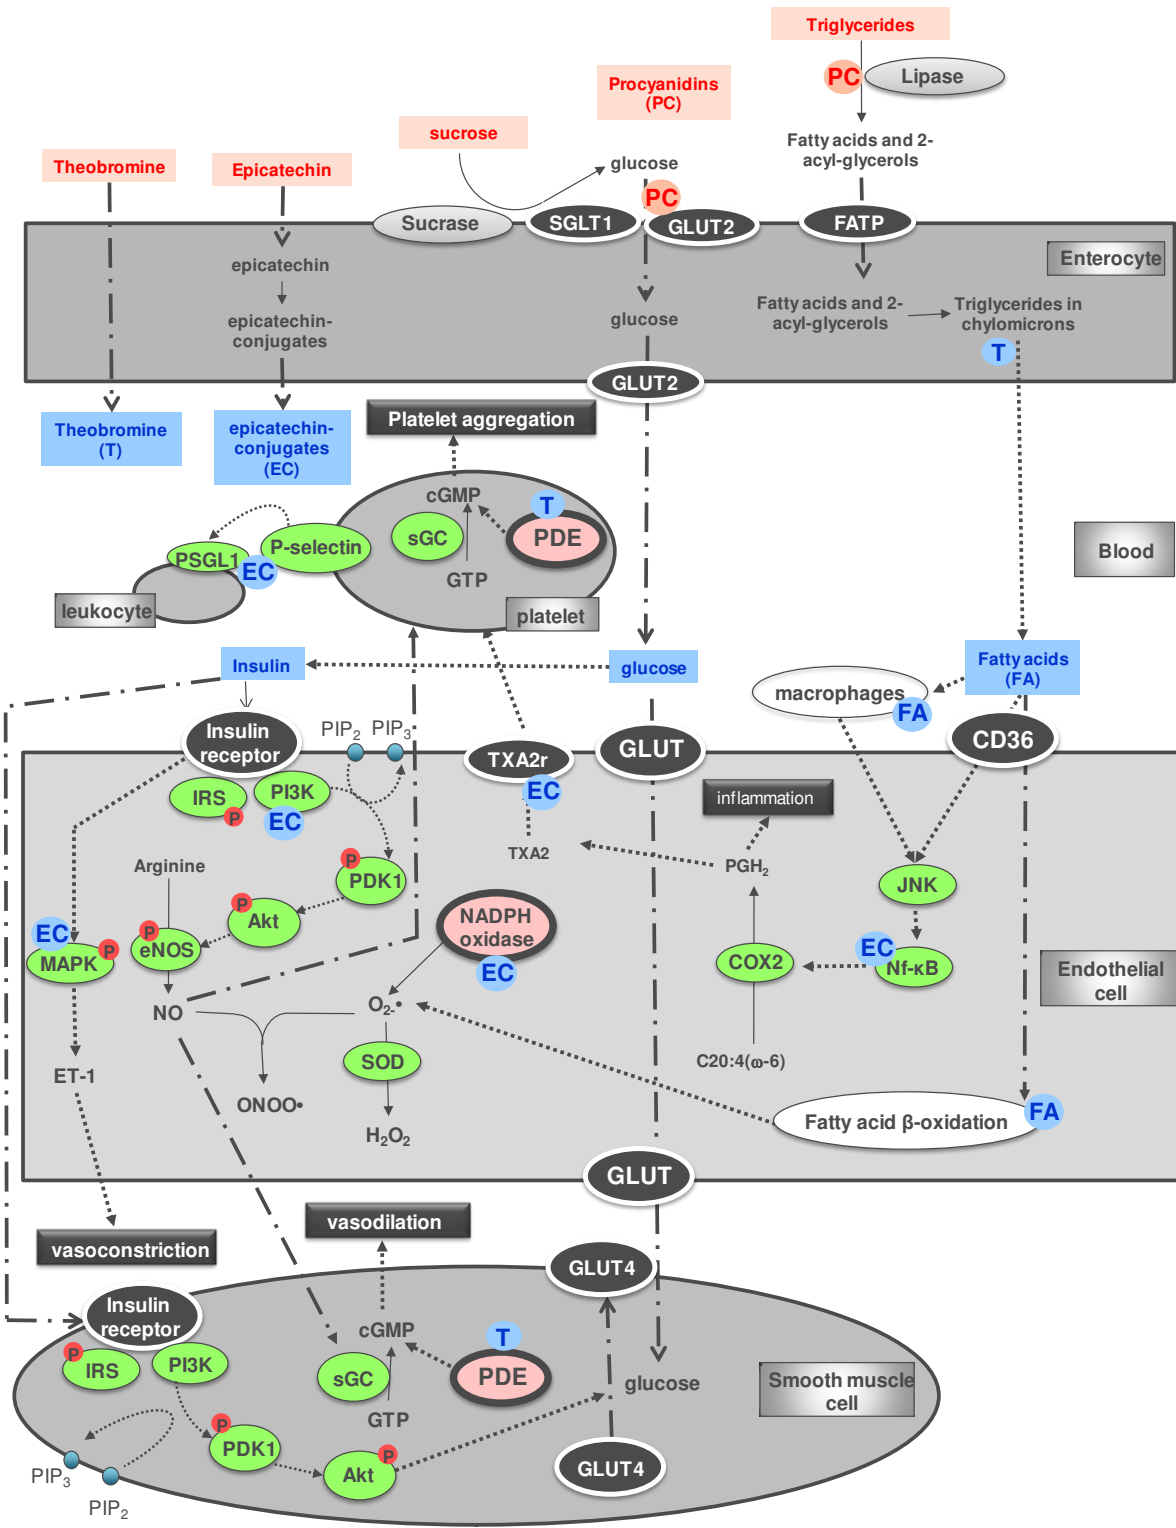 Triglycerides
PC
Lipase
Procyanidins
(PC)
sucrose
Fatty acids and 2-
acyl-glycerols
Theobromine
Epicatechin
glucose
PC
Sucrase
SGLT1
GLUT2
FATP
Enterocyte
epicatechin
epicatechin-
conjugates
glucose
Fatty acids and 2-
acyl-glycerols
Triglycerides in
chylomicrons
T
GLUT2
Theobromine
(T)
epicatechin-
conjugates
(EC)
Platelet aggregation
cGMP
T
sGC
PDE
GTP
P-selectin
PSGL1
EC
leukocyte
platelet
Blood
Insulin
glucose
Fatty acids
(FA)
macrophages
FA
Insulin
receptor
PIP2
PIP3
TXA2r
GLUT
CD36
IRS
P
PI3K
EC
EC
inflammation
TXA2
PGH2
Arginine
P
PDK1
JNK
P
Akt
NADPH
oxidase
EC
EC
MAPK
P
P
eNOS
COX2
EC
Nf-κB
Endothelial
cell
NO
O2-•
SOD
C20:4(ω-6)
ET-1
ONOO•
H2O2
Fatty acid β-oxidation
FA
GLUT
vasodilation
vasoconstriction
GLUT4
Insulin
receptor
P
IRS
PI3K
cGMP
T
sGC
PDE
glucose
Smooth muscle
cell
GTP
P
PDK1
P
Akt
GLUT4
PIP3
PIP2